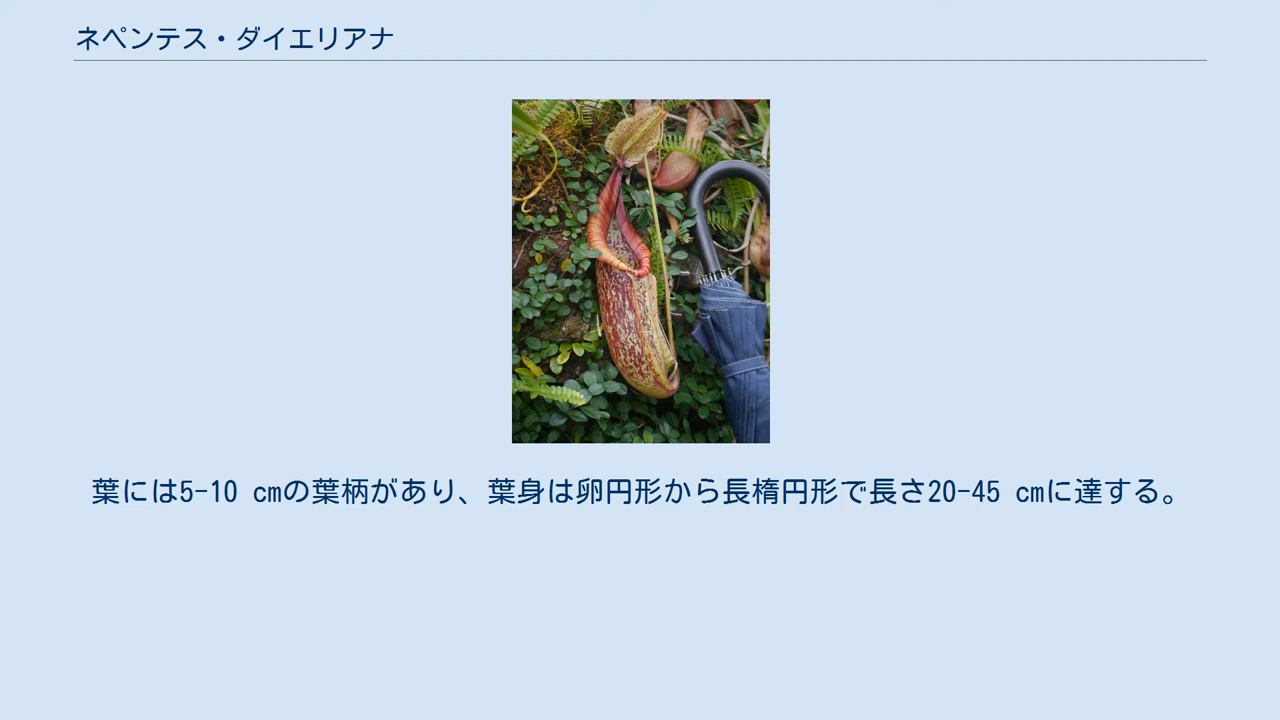 ネペンテス・ダイエリアナ
葉には5-10 cmの葉柄があり、葉身は卵円形から長楕円形で長さ20-45 cmに達する。